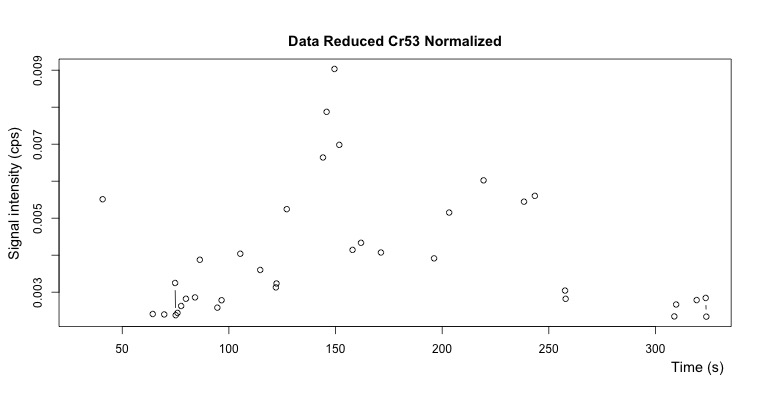 Data Reduced Cr53 Normalized
Signal intensity (cps)
0.009
0.007
0.005
0.003
50 100 150 200 250 300
Time (s)